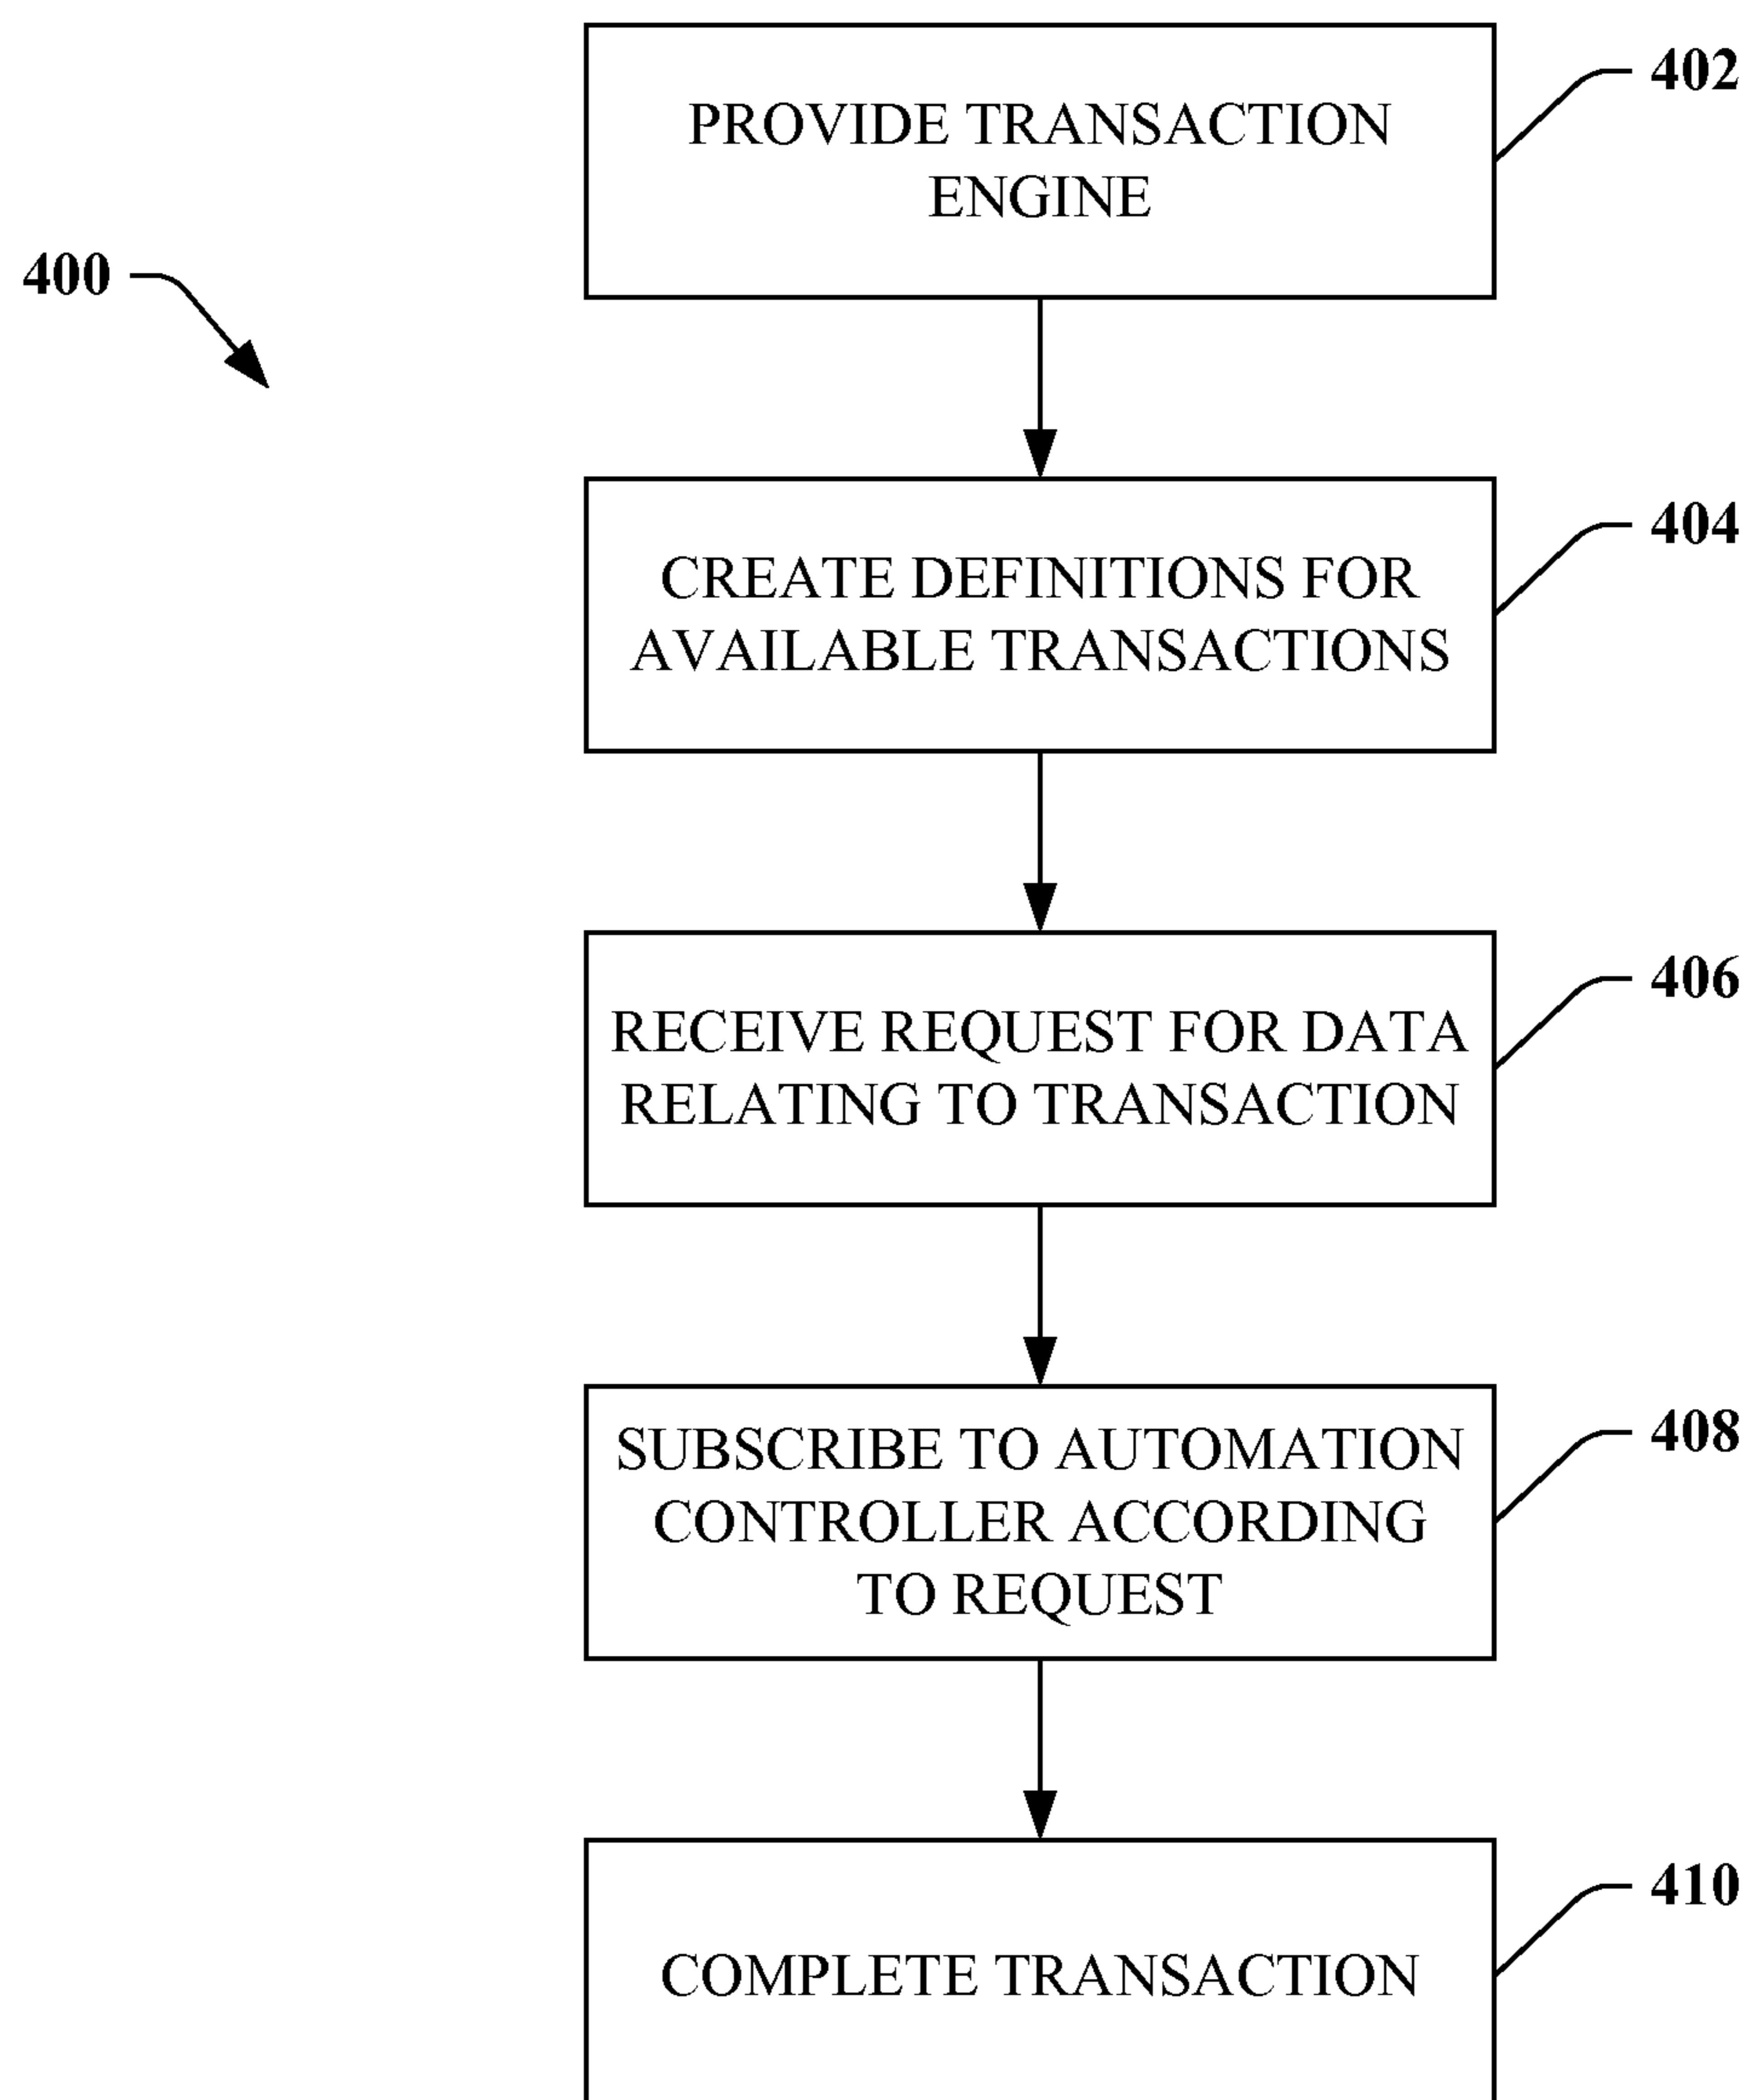 402
PROVIDE TRANSACTION
ENGINE
400
404
CREATE DEFINITIONS FOR
AVAILABLE TRANSACTIONS
406
RECEIVE REQUEST FOR DATA
RELATING TO TRANSACTION
408
SUBSCRIBE TO AUTOMATION
CONTROLLER ACCORDING
TO REQUEST
410
COMPLETE TRANSACTION